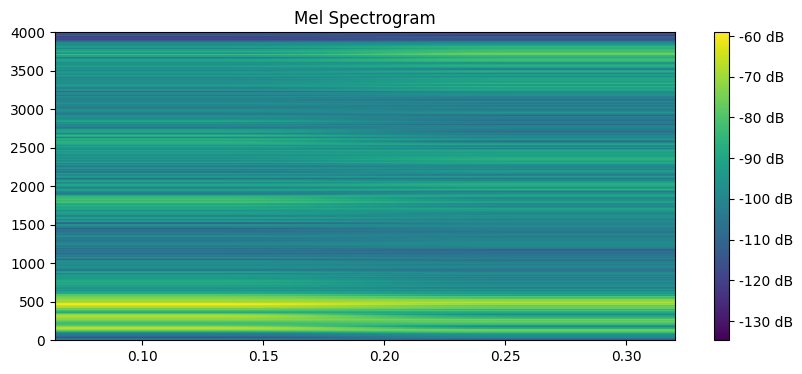 Mel Spectrogram
4000
3500
3000
2500
2000
1500
1000
500
0
0.10 0.15 0.20 0.25 0.30
-60 dB
-70 dB
-80 dB
-90 dB
-100 dB
-110 dB
-120 dB
-130 dB